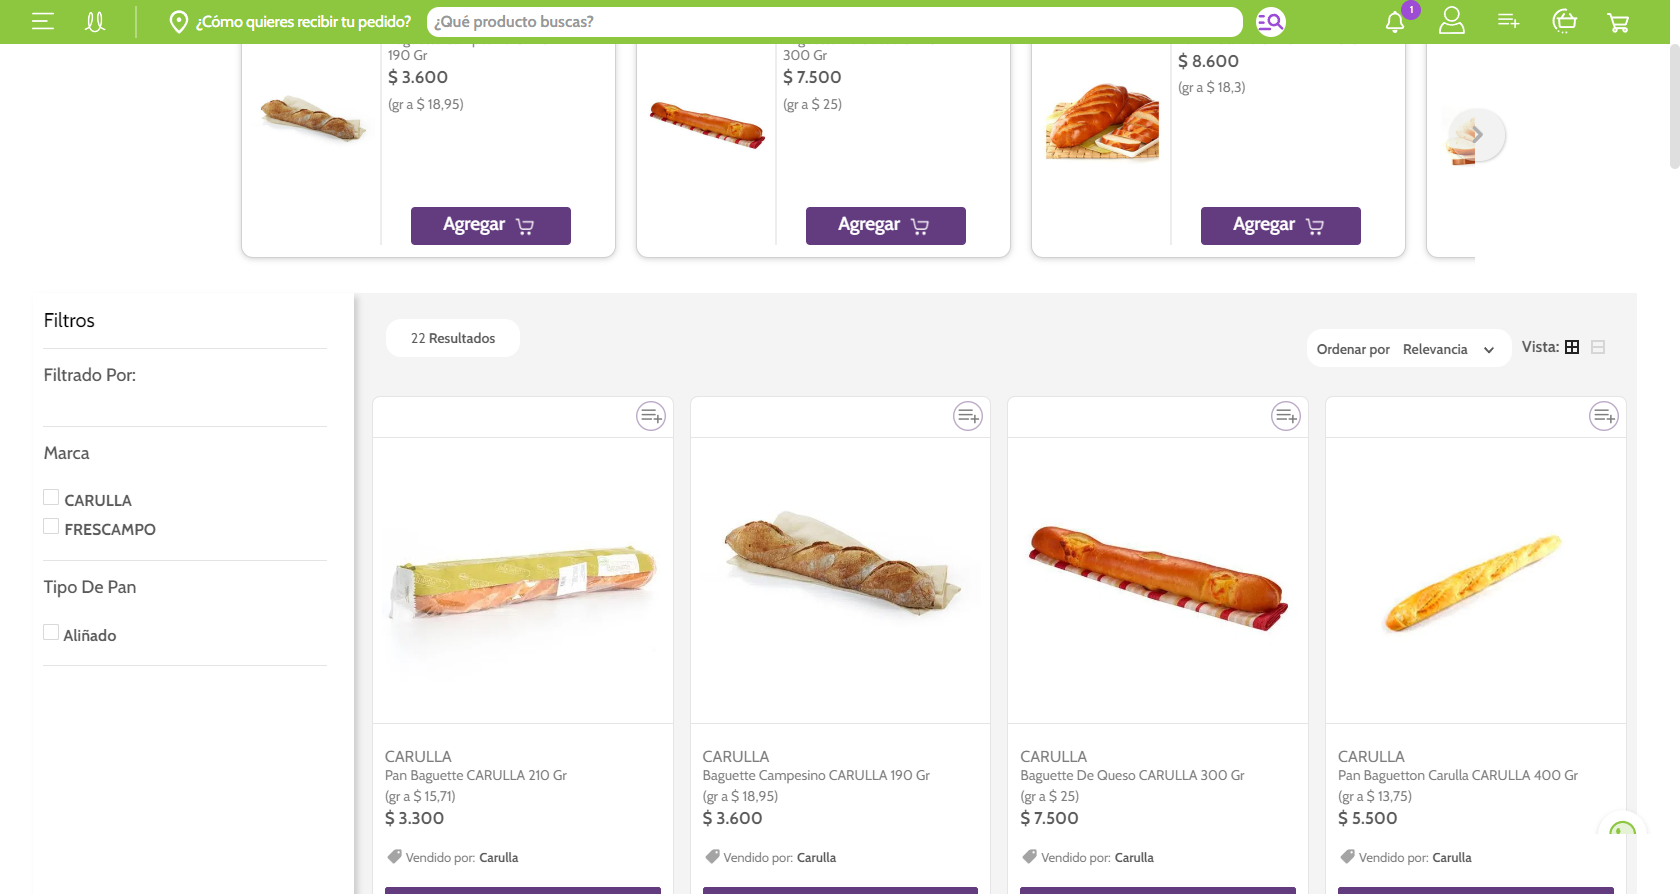 ¿Cómo quieres recibir tu pedido?
¿Qué producto buscas?
1
190 Gr
$ 3.600
(gr a $ 18,95)
Agregar
300 Gr
$ 7.500
(gr a $ 25)
Agregar
$ 8.600
(gr a $ 18,3)
Agregar
Filtros
Filtrado Por:
Marca
CARULLA
FRESCAMPO
Tipo De Pan
Aliñado
22 Resultados
Ordenar por Relevancia
Vista:
CARULLA
Pan Baguette CARULLA 210 Gr
(gr a $ 15,71)
$ 3.300
Vendido por: Carulla
CARULLA
Baguette Campesino CARULLA 190 Gr
(gr a $ 18,95)
$ 3.600
Vendido por: Carulla
CARULLA
Baguette De Queso CARULLA 300 Gr
(gr a $ 25)
$ 7.500
Vendido por: Carulla
CARULLA
Pan Baguetton Carulla CARULLA 400 Gr
(gr a $ 13,75)
$ 5.500
Vendido por: Carulla